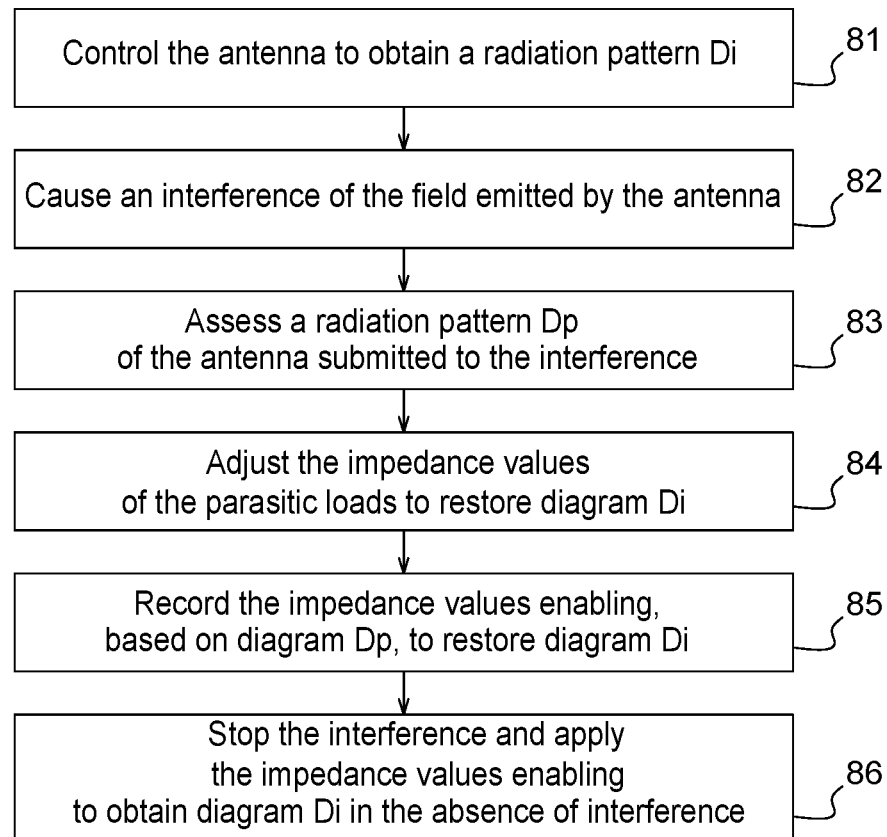 Control the antenna to obtain a radiation pattern Di
81
Cause an interference of the field emitted by the antenna
82
Assess a radiation pattern Dp
of the antenna submitted to the interference
83
Adjust the impedance values
of the parasitic loads to restore diagram Di
84
Record the impedance values enabling,
based on diagram Dp, to restore diagram Di
85
Stop the interference and apply
the impedance values enabling
to obtain diagram Di in the absence of interference
86